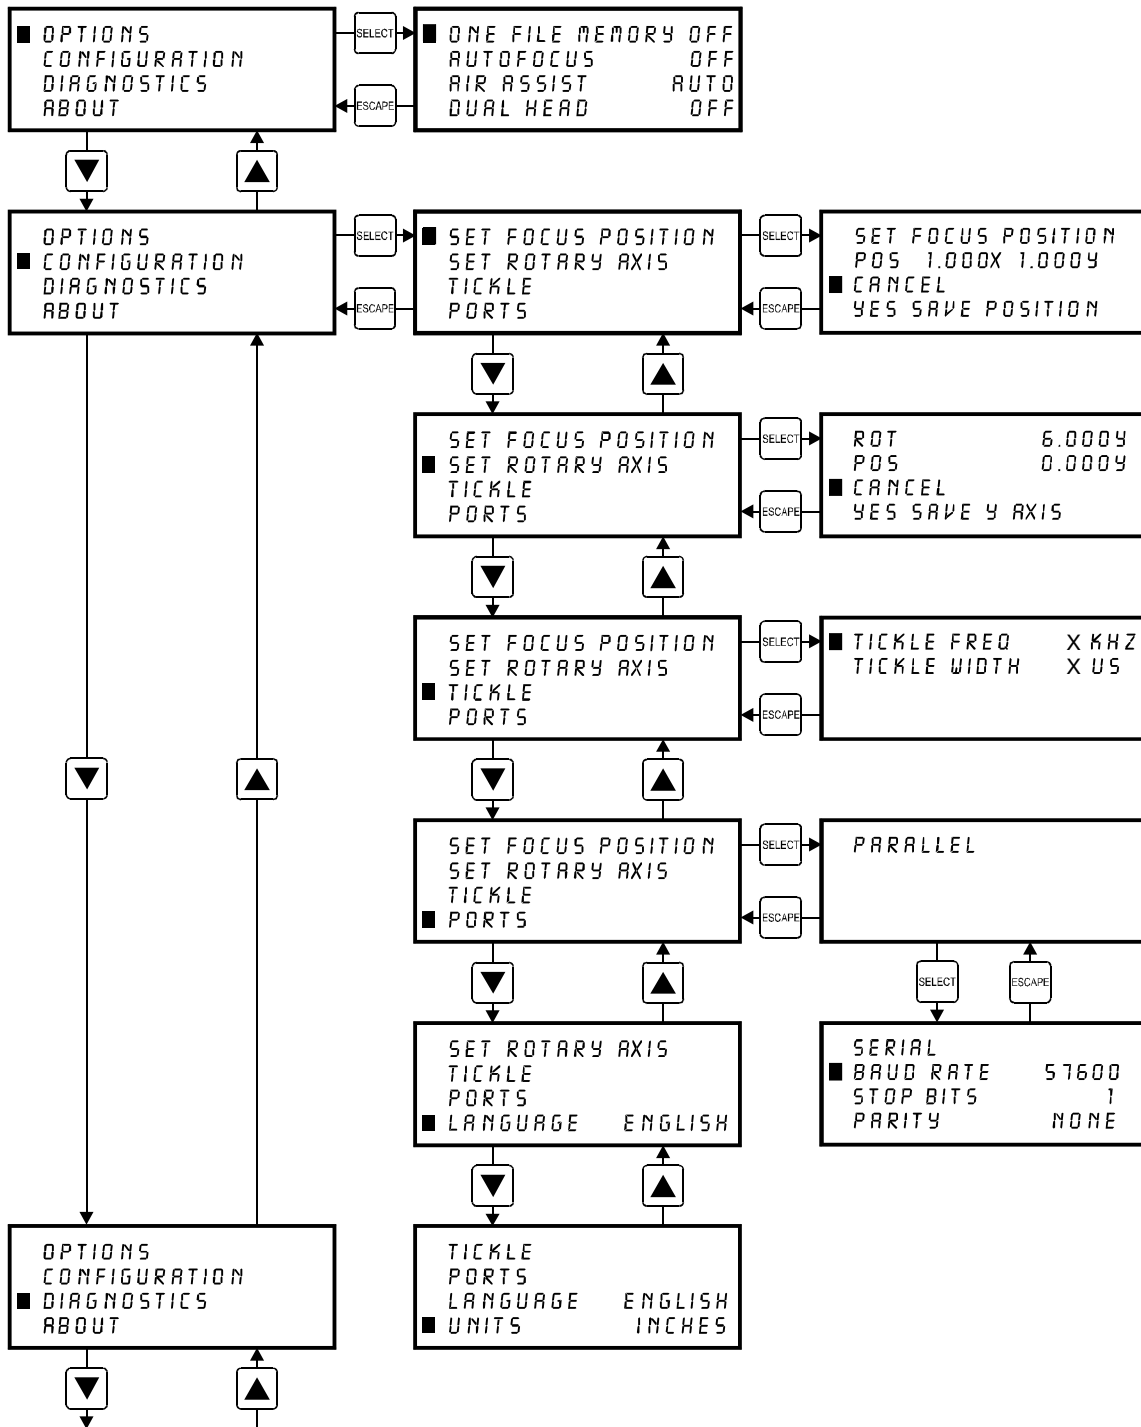 OPTIONS
CONFIGURATION
DIAGNOSTICS
ABOUT
SELECT
ESCAPE
ONE FILE MEMORY OFF
AUTOFOCUS OFF
AIR ASSIST AUTO
DUAL HEAD OFF
OPTIONS
CONFIGURATION
DIAGNOSTICS
ABOUT
SELECT
ESCAPE
SET FOCUS POSITION
SET ROTARY AXIS
TICKLE
PORTS
SELECT
ESCAPE
SET FOCUS POSITION
POS 1.000X 1.000Y
CANCEL
YES SAVE POSITION
SET FOCUS POSITION
SET ROTARY AXIS
TICKLE
PORTS
SELECT
ESCAPE
ROT 6.000Y
POS 0.000Y
CANCEL
YES SAVE Y AXIS
SET FOCUS POSITION
SET ROTARY AXIS
TICKLE
PORTS
SELECT
ESCAPE
TICKLE FREQ X KHZ
TICKLE WIDTH X US
SET FOCUS POSITION
SET ROTARY AXIS
TICKLE
PORTS
SELECT
ESCAPE
PARALLEL
SELECT
ESCAPE
SET ROTARY AXIS
TICKLE
PORTS
LANGUAGE ENGLISH
SERIAL
BAUD RATE 57600
STOP BITS 1
PARITY NONE
OPTIONS
CONFIGURATION
DIAGNOSTICS
ABOUT
TICKLE
PORTS
LANGUAGE ENGLISH
UNITS INCHES